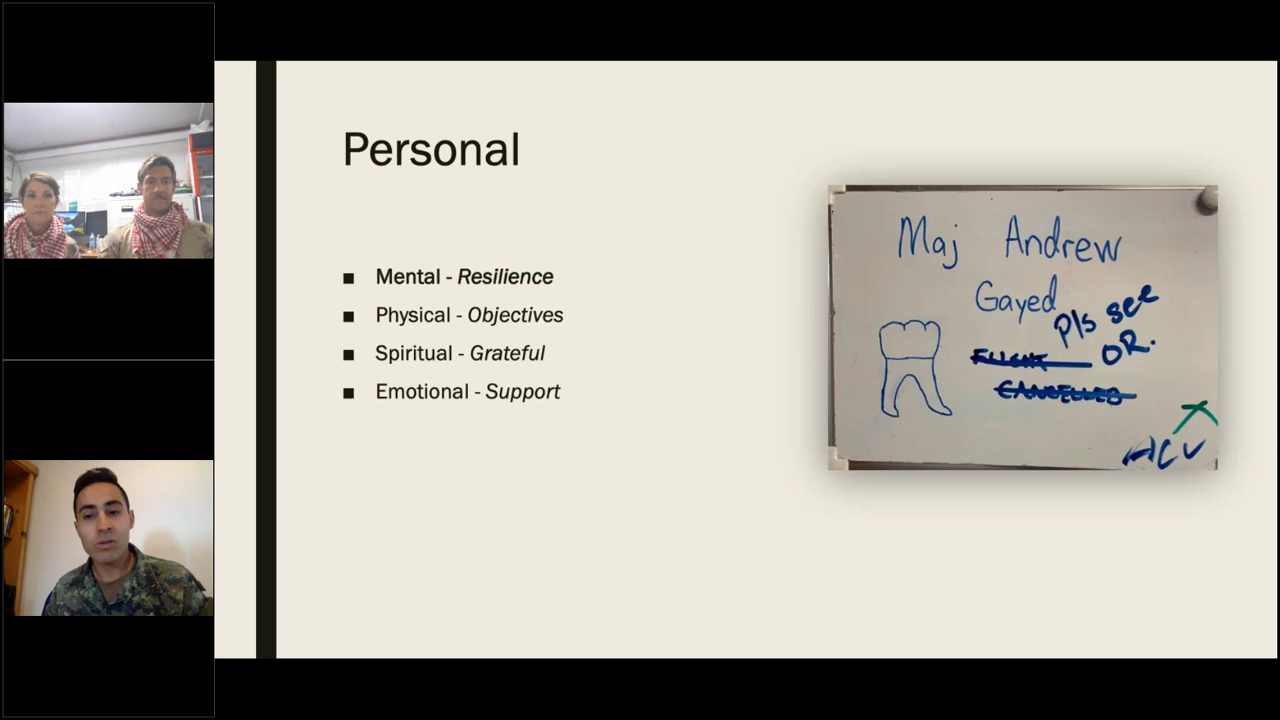 Personal
■ Mental - Resilience
■ Physical - Objectives
■ Spiritual - Grateful
■ Emotional - Support
Maj Andrew
Gayed
pls see
FLIGHT OR.
CANCELLED
ACV